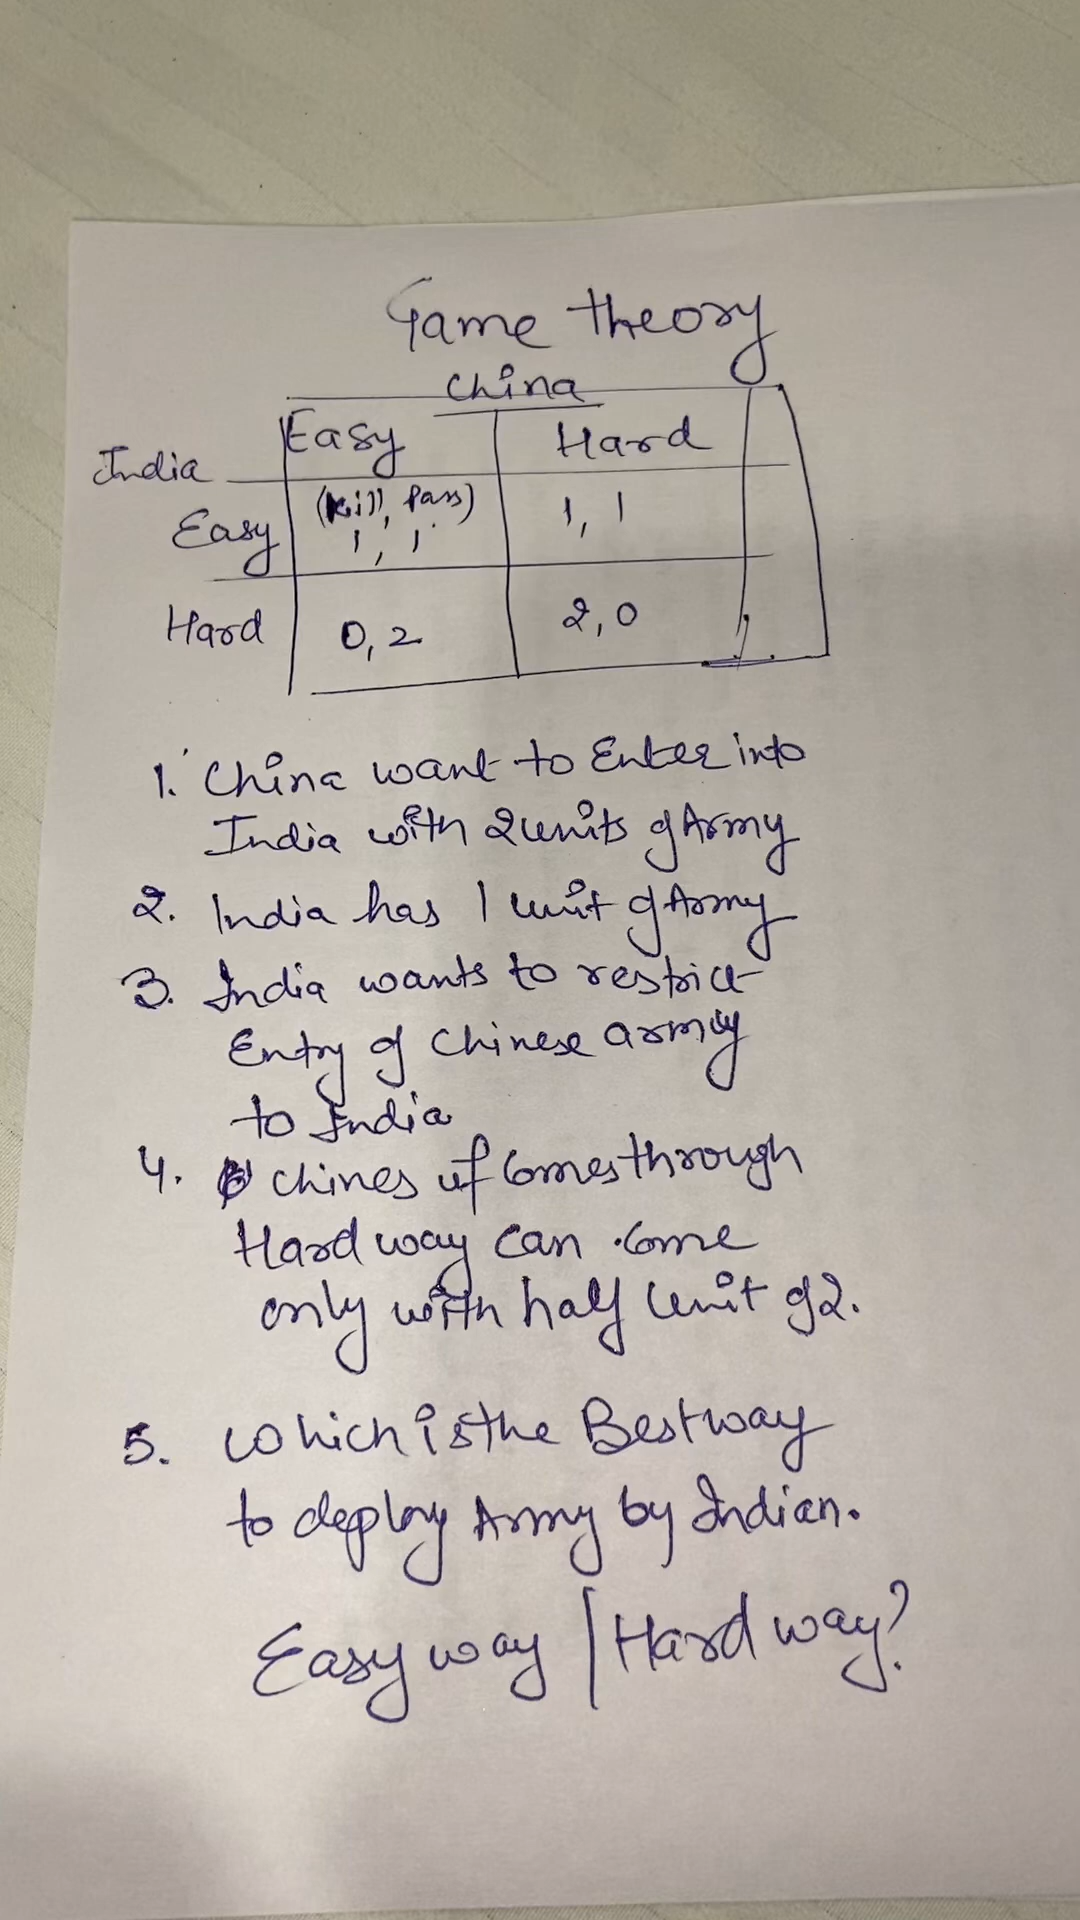 Game theory
China
Easy Hard
India
(kill, pass)
Easy 1, 1 1, 1
Hard 0, 2 2, 0
1. China want to Enter into
India with 2 units of Army
2. India has 1 unit of Army
3. India wants to restrict
Entry of Chinese army
to India
4. Chines if Comes through
Hard way can come
only with half unit of 2.
5. Which is the Best way
to deploy Army by Indian.
Easy way | Hard way?